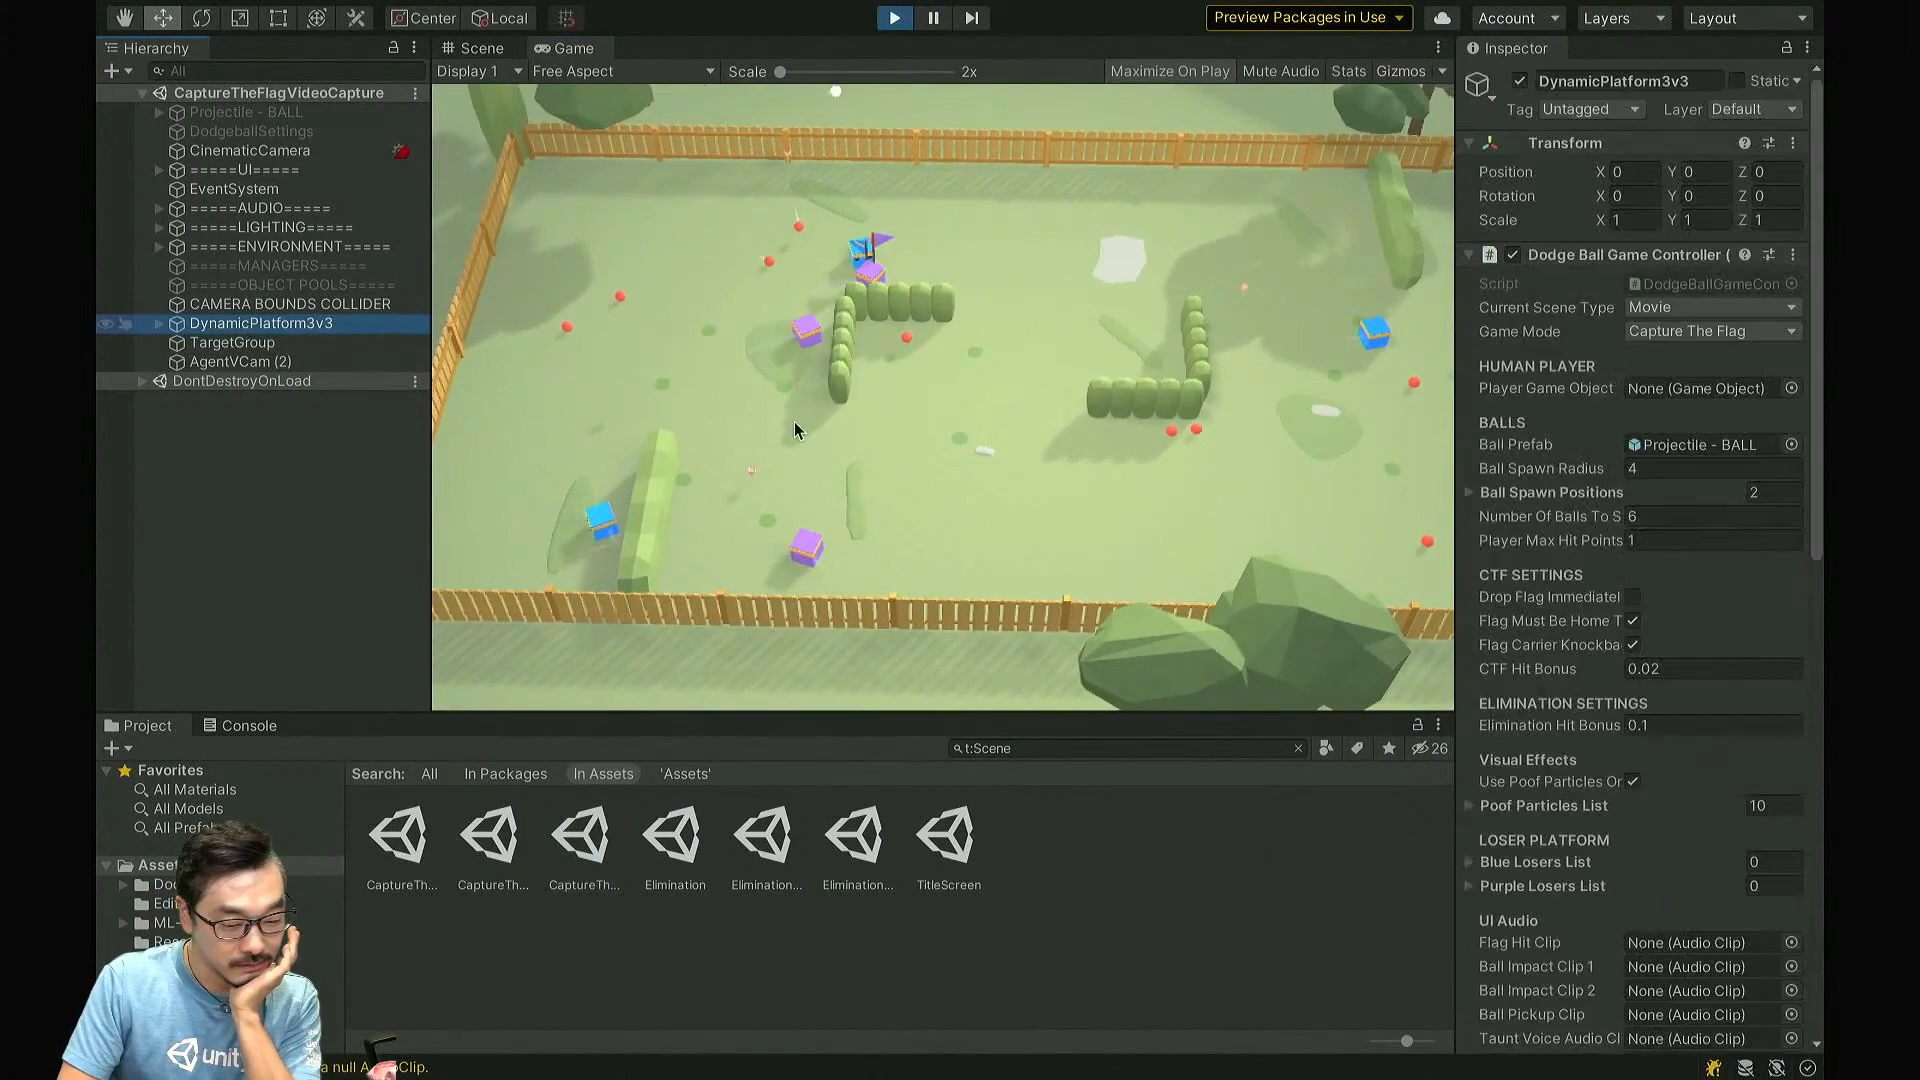 Center Local
Preview Packages in Use
Account
Layers
Layout
Hierarchy
All
CaptureTheFlagVideoCapture
Projectile - BALL
DodgeballSettings
CinematicCamera
=====UI=====
EventSystem
=====AUDIO=====
=====LIGHTING=====
=====ENVIRONMENT=====
=====MANAGERS=====
=====OBJECT POOLS=====
CAMERA BOUNDS COLLIDER
DynamicPlatform3v3
TargetGroup
AgentVCam (2)
DontDestroyOnLoad
Scene Game
Display 1 Free Aspect Scale 2x Maximize On Play Mute Audio Stats Gizmos
Project Console
t:Scene
26
Favorites
All Materials
All Models
All Prefa
Asset
Search: All In Packages In Assets 'Assets'
CaptureTh... CaptureTh... CaptureTh... Elimination Elimination... Elimination... TitleScreen
Inspector
DynamicPlatform3v3 Static
Tag Untagged Layer Default
Transform
Position X 0 Y 0 Z 0
Rotation X 0 Y 0 Z 0
Scale X 1 Y 1 Z 1
# Dodge Ball Game Controller (
Script DodgeBallGameCon
Current Scene Type Movie
Game Mode Capture The Flag
HUMAN PLAYER
Player Game Object None (Game Object)
BALLS
Ball Prefab Projectile - BALL
Ball Spawn Radius 4
Ball Spawn Positions 2
Number Of Balls To S 6
Player Max Hit Points 1
CTF SETTINGS
Drop Flag Immediatel
Flag Must Be Home T
Flag Carrier Knockba
CTF Hit Bonus 0.02
ELIMINATION SETTINGS
Elimination Hit Bonus 0.1
Visual Effects
Use Poof Particles Or
Poof Particles List 10
LOSER PLATFORM
Blue Losers List 0
Purple Losers List 0
UI Audio
Flag Hit Clip None (Audio Clip)
Ball Impact Clip 1 None (Audio Clip)
Ball Impact Clip 2 None (Audio Clip)
Ball Pickup Clip None (Audio Clip)
Taunt Voice Audio Cl None (Audio Clip)
unity
a null A Clip.